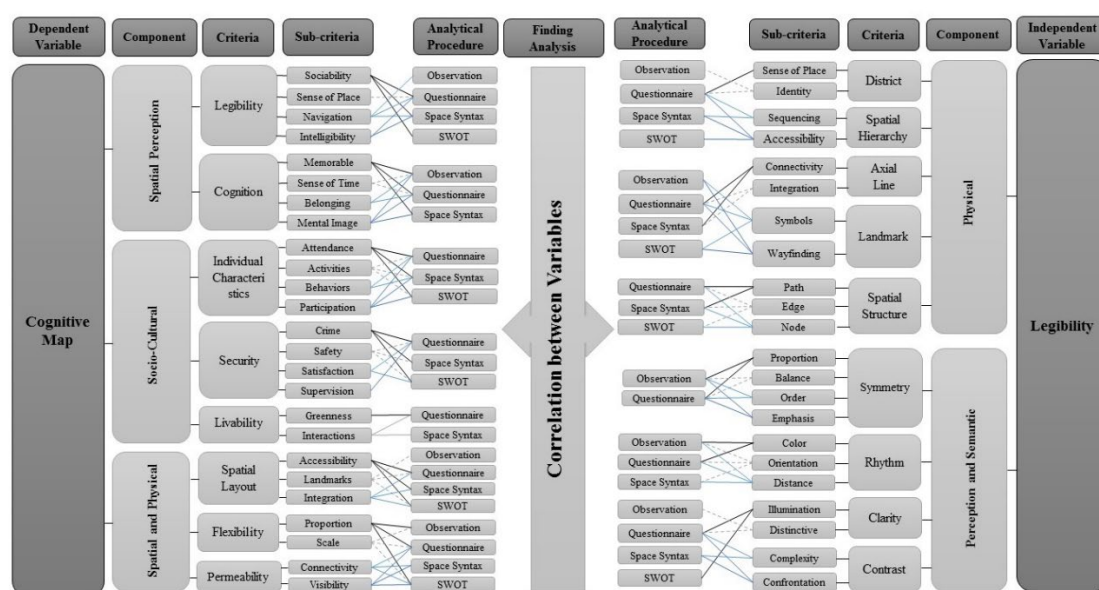 Dependent
Variable
Component
Criteria
Sub-criteria
Analytical
Procedure
Finding
Analysis
Analytical
Procedure
Sub-criteria
Criteria
Component
Independent
Variable
Cognitive
Map
Spatial Perception
Legibility
Sociability
Sense of Place
Navigation
Intelligibility
Observation
Questionnaire
Space Syntax
SWOT
Cognition
Memorable
Sense of Time
Belonging
Mental Image
Observation
Questionnaire
Space Syntax
Socio-Cultural
Individual
Characteri
stics
Attendance
Activities
Behaviors
Participation
Questionnaire
Space Syntax
SWOT
Security
Crime
Safety
Satisfaction
Supervision
Questionnaire
Space Syntax
SWOT
Livability
Greenness
Interactions
Questionnaire
Space Syntax
Spatial and Physical
Spatial
Layout
Accessibility
Landmarks
Integration
Observation
Questionnaire
Space Syntax
SWOT
Flexibility
Proportion
Scale
Permeability
Connectivity
Visibility
Observation
Questionnaire
Space Syntax
SWOT
Correlation between Variables
Observation
Questionnaire
Space Syntax
SWOT
Sense of Place
Identity
Sequencing
Accessibility
District
Spatial
Hierarchy
Physical
Observation
Questionnaire
Space Syntax
SWOT
Connectivity
Integration
Symbols
Wayfinding
Axial
Line
Landmark
Questionnaire
Space Syntax
SWOT
Path
Edge
Node
Spatial
Structure
Observation
Questionnaire
Proportion
Balance
Order
Emphasis
Symmetry
Perception and Semantic
Observation
Questionnaire
Space Syntax
Color
Orientation
Distance
Rhythm
Observation
Questionnaire
Space Syntax
SWOT
Illumination
Distinctive
Complexity
Confrontation
Clarity
Contrast
Legibility